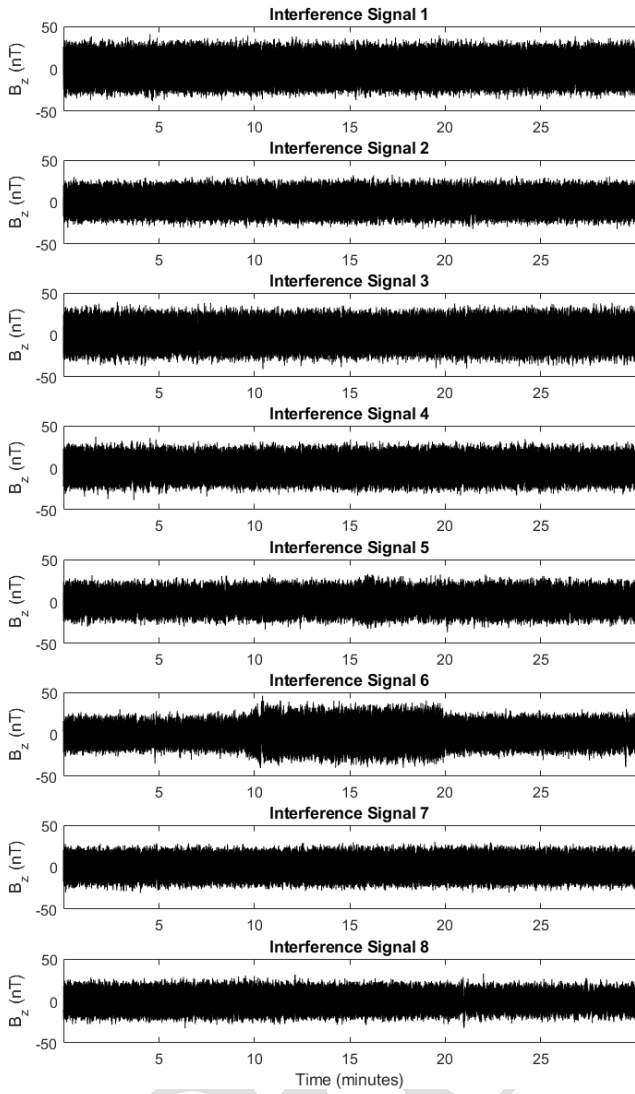 Interference Signal 1
50
0
-50
B_z (nT)
5 10 15 20 25
Interference Signal 2
50
0
-50
B_z (nT)
5 10 15 20 25
Interference Signal 3
50
0
-50
B_z (nT)
5 10 15 20 25
Interference Signal 4
50
0
-50
B_z (nT)
5 10 15 20 25
Interference Signal 5
50
0
-50
B_z (nT)
5 10 15 20 25
Interference Signal 6
50
0
-50
B_z (nT)
5 10 15 20 25
Interference Signal 7
50
0
-50
B_z (nT)
5 10 15 20 25
Interference Signal 8
50
0
-50
B_z (nT)
5 10 15 20 25
Time (minutes)